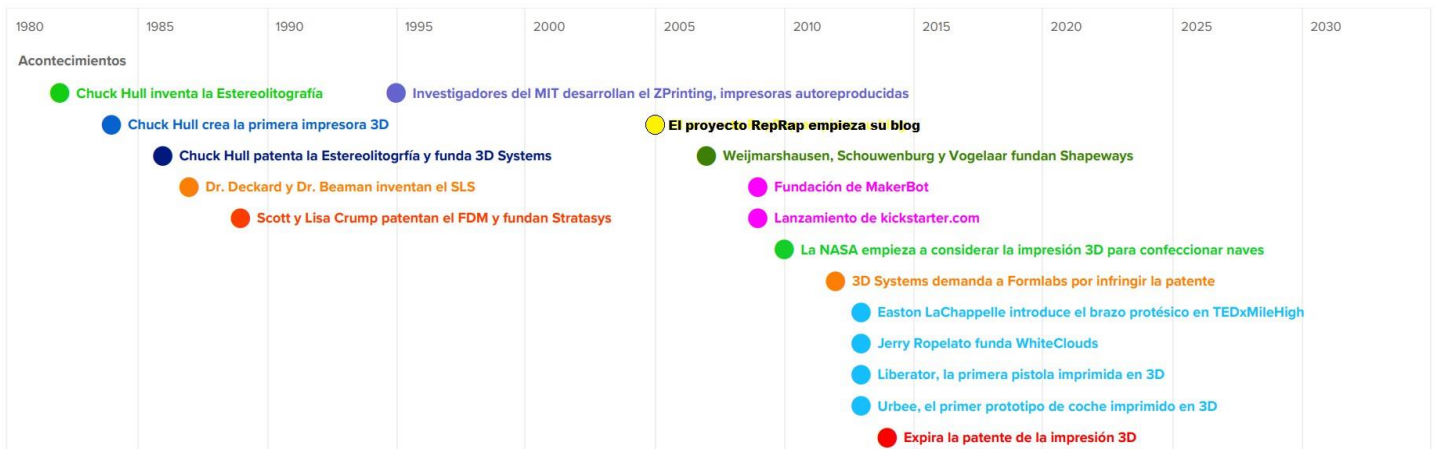 1980 1985 1990 1995 2000 2005 2010 2015 2020 2025 2030
Acontecimientos
Chuck Hull inventa la Estereolitografía
Investigadores del MIT desarrollan el ZPrinting, impresoras autoreproducidas
Chuck Hull crea la primera impresora 3D
El proyecto RepRap empieza su blog
Chuck Hull patenta la Estereolitogrfía y funda 3D Systems
Weijmarshausen, Schouwenburg y Vogelaar fundan Shapeways
Dr. Deckard y Dr. Beaman inventan el SLS
Fundación de MakerBot
Scott y Lisa Crump patentan el FDM y fundan Stratasys
Lanzamiento de kickstarter.com
La NASA empieza a considerar la impresión 3D para confeccionar naves
3D Systems demanda a Formlabs por infringir la patente
Easton LaChappelle introduce el brazo protésico en TEDxMileHigh
Jerry Ropelato funda WhiteClouds
Liberator, la primera pistola imprimida en 3D
Urbee, el primer prototipo de coche imprimido en 3D
Expira la patente de la impresión 3D